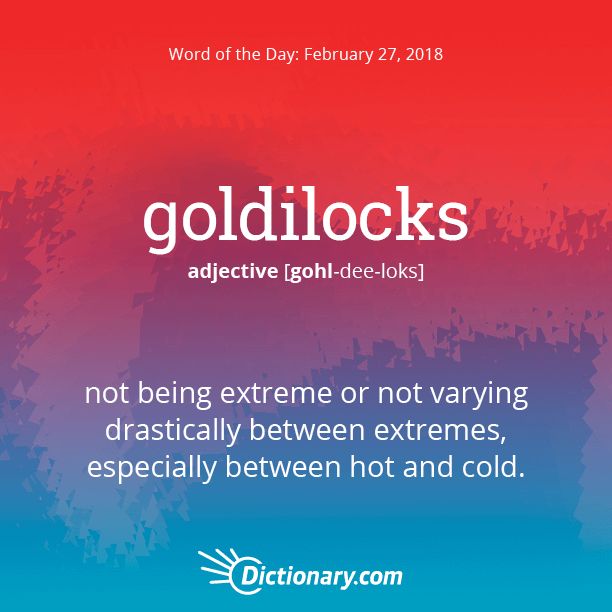 Word of the Day: February 27, 2018
goldilocks
adjective [gohl-dee-loks]
not being extreme or not varying
drastically between extremes,
especially between hot and cold.
Dictionary.com